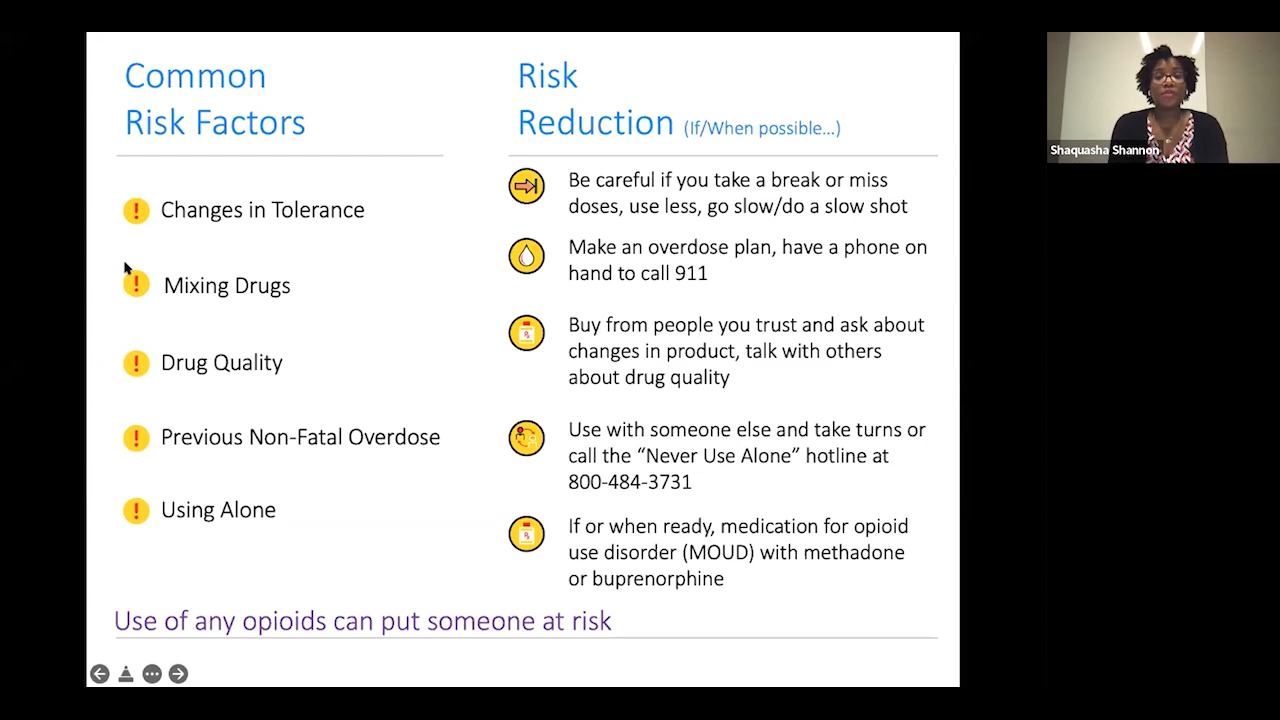 Common
Risk Factors
Changes in Tolerance
Mixing Drugs
Drug Quality
Previous Non-Fatal Overdose
Using Alone
Risk
Reduction (If/When possible...)
Be careful if you take a break or miss
doses, use less, go slow/do a slow shot
Make an overdose plan, have a phone on
hand to call 911
Buy from people you trust and ask about
changes in product, talk with others
about drug quality
Use with someone else and take turns or
call the “Never Use Alone” hotline at
800-484-3731
If or when ready, medication for opioid
use disorder (MOUD) with methadone
or buprenorphine
Use of any opioids can put someone at risk
Shaquasha Shannon